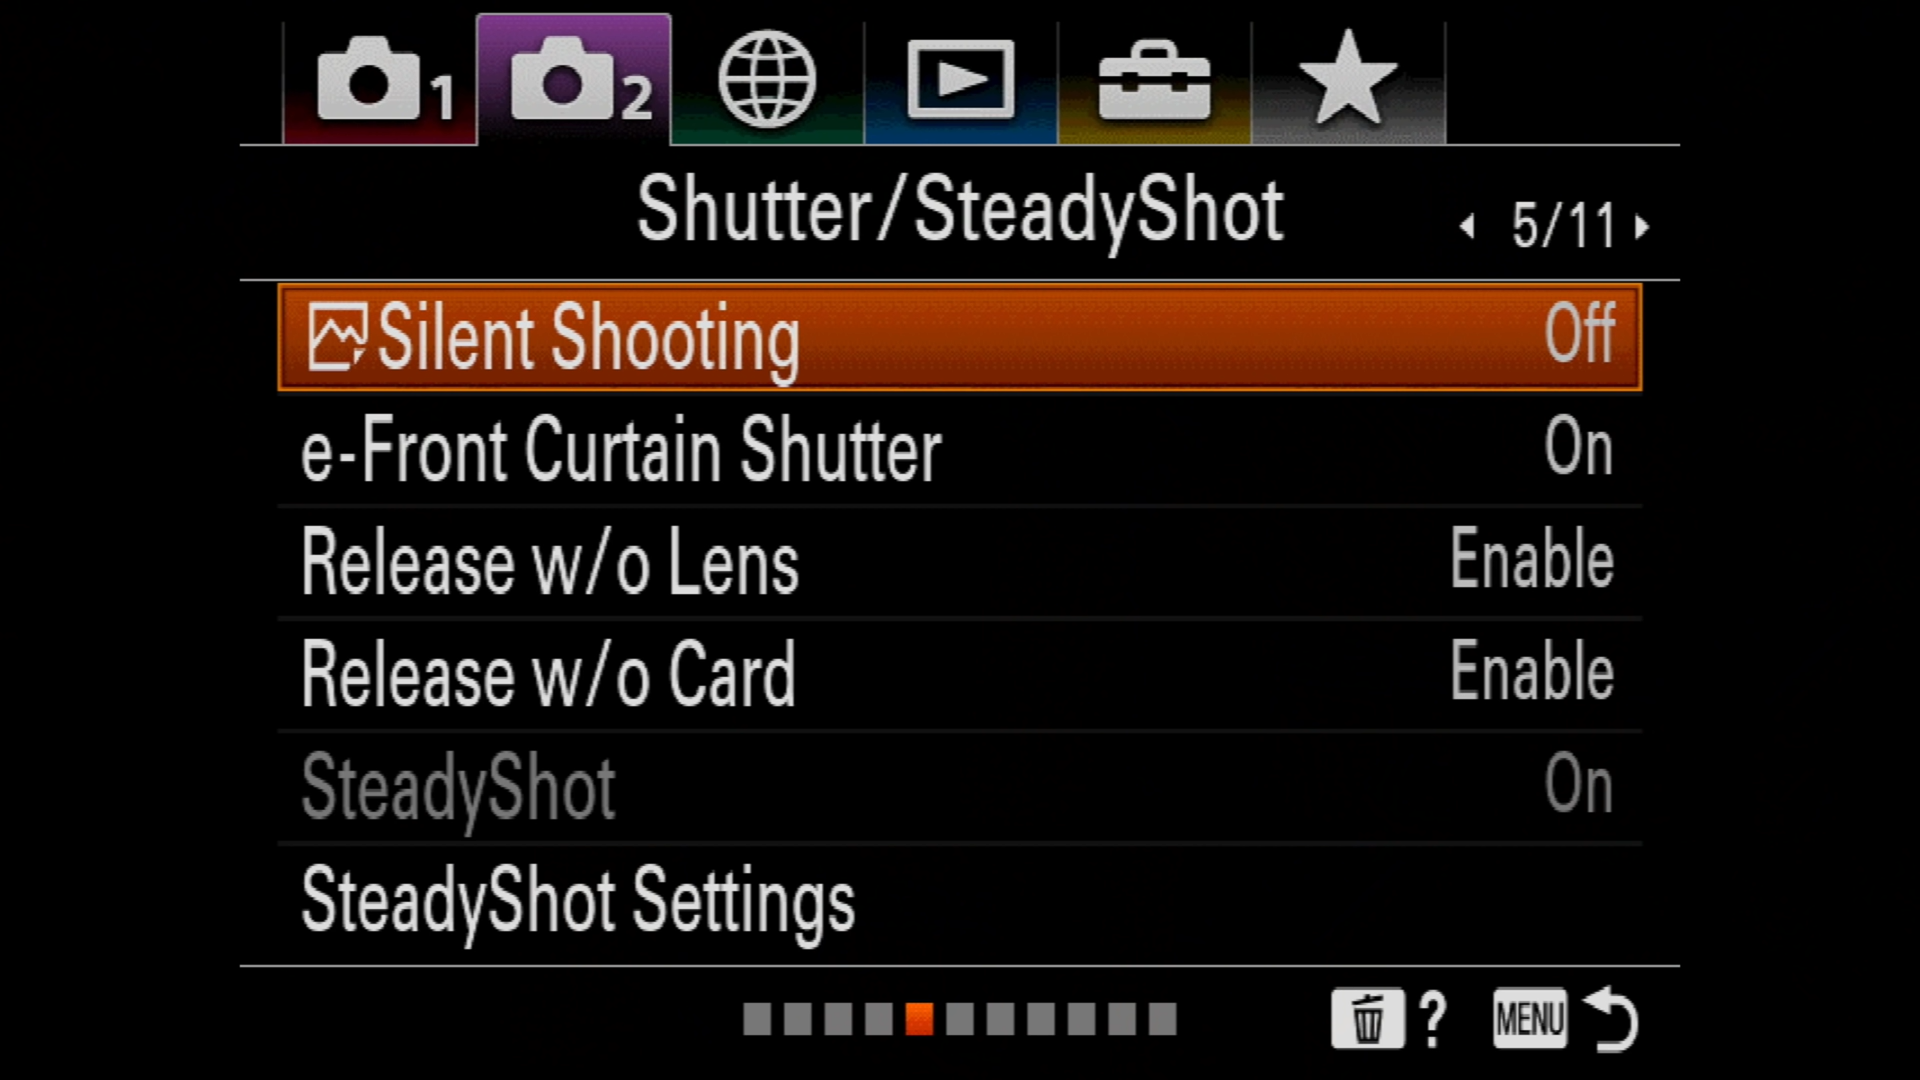 1 2
Shutter/SteadyShot 5/11
Silent Shooting Off
e-Front Curtain Shutter On
Release w/o Lens Enable
Release w/o Card Enable
SteadyShot On
SteadyShot Settings
? MENU